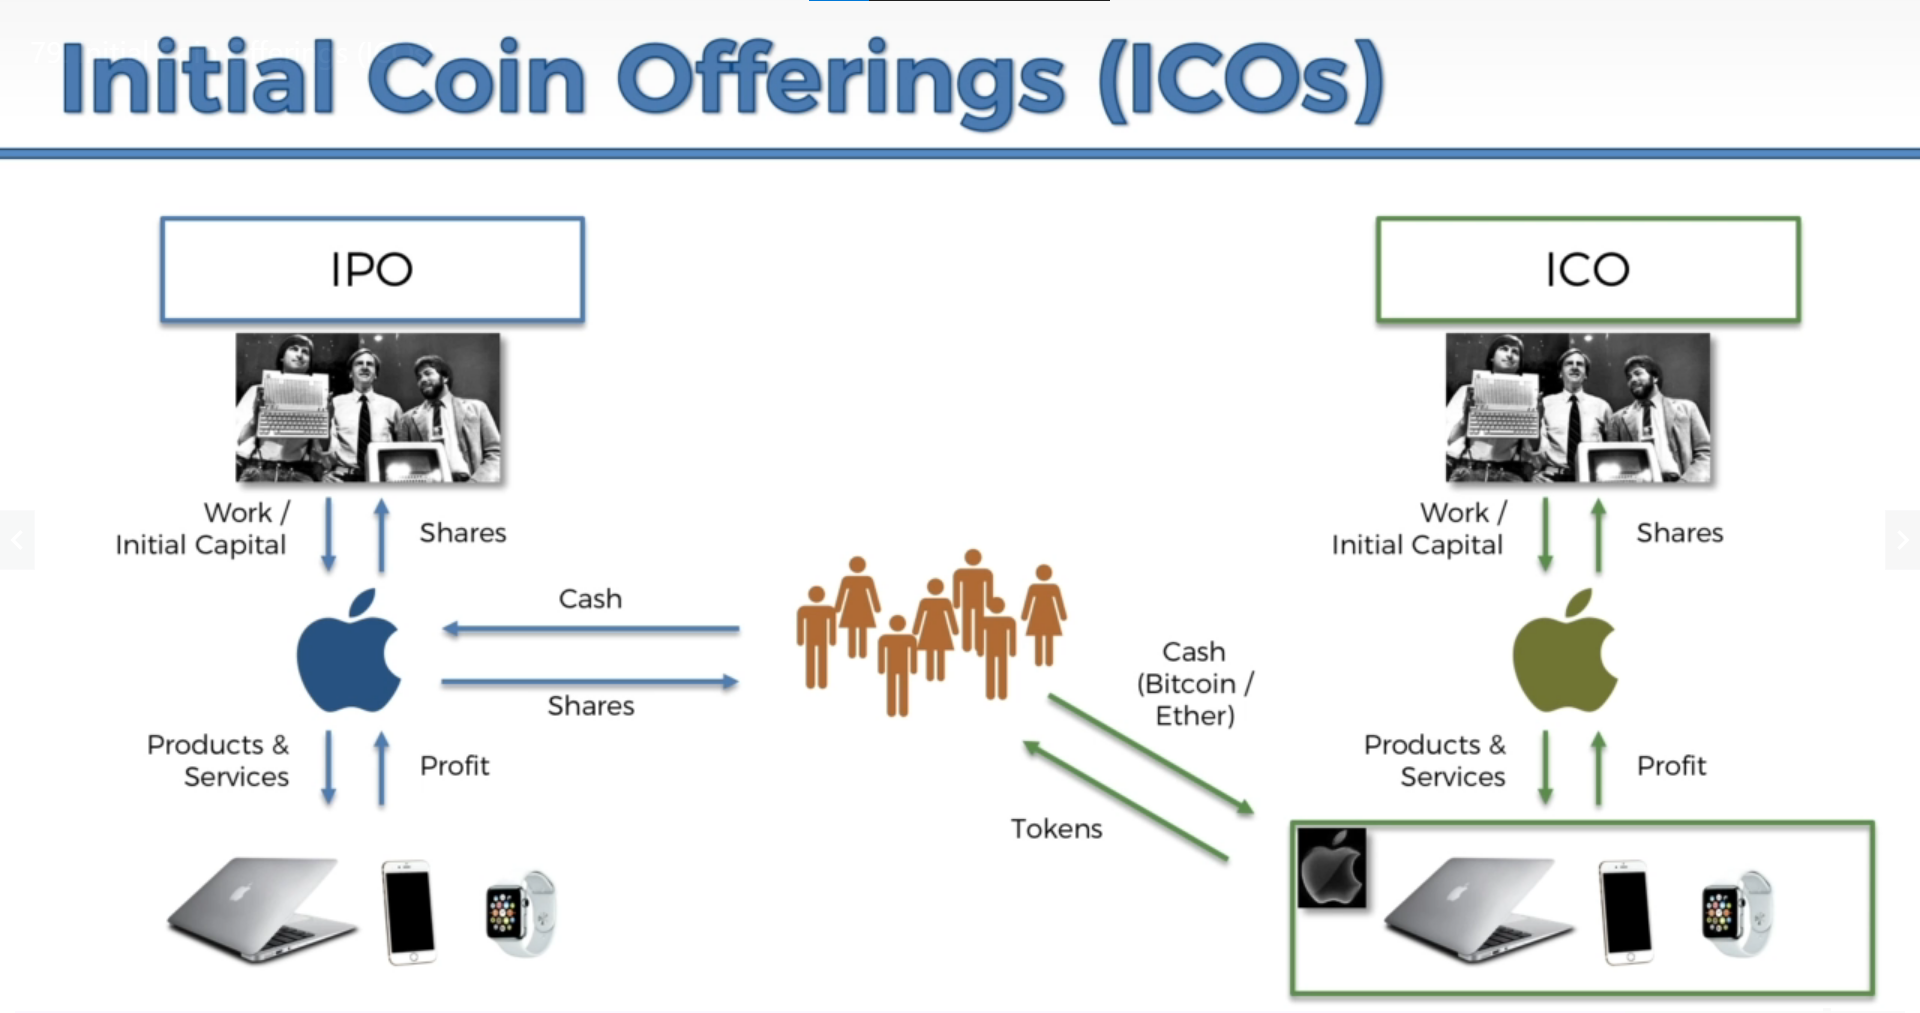 Initial Coin Offerings (ICOs)
IPO
Work /
Initial Capital
Shares
Cash
Shares
Products &
Services
Profit
ICO
Work /
Initial Capital
Shares
Cash
(Bitcoin /
Ether)
Tokens
Products &
Services
Profit